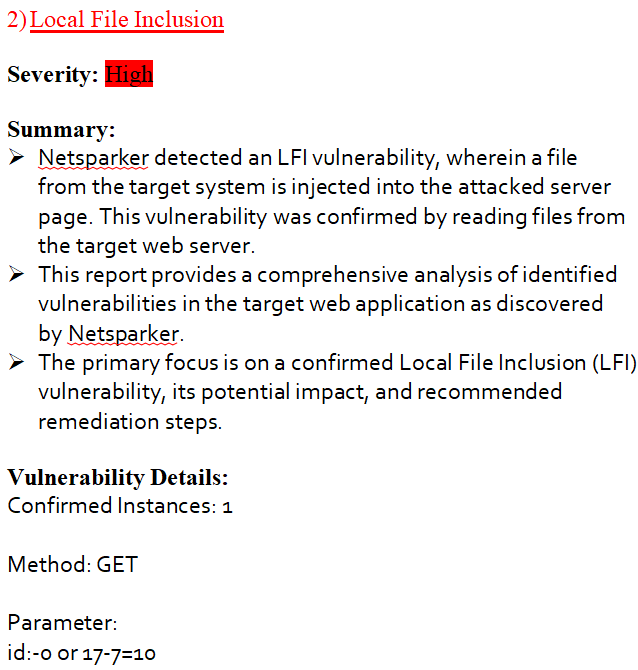 2) Local File Inclusion
Severity: High
Summary:
➢ Netsparker detected an LFI vulnerability, wherein a file
from the target system is injected into the attacked server
page. This vulnerability was confirmed by reading files from
the target web server.
➢ This report provides a comprehensive analysis of identified
vulnerabilities in the target web application as discovered
by Netsparker.
➢ The primary focus is on a confirmed Local File Inclusion (LFI)
vulnerability, its potential impact, and recommended
remediation steps.
Vulnerability Details:
Confirmed Instances: 1
Method: GET
Parameter:
id:-0 or 17-7=10